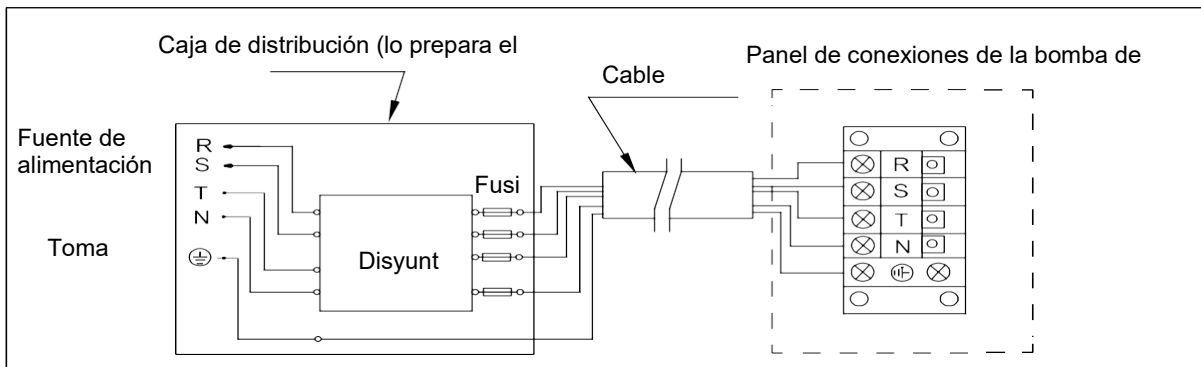 Caja de distribución (lo prepara el
Cable
Panel de conexiones de la bomba de
Fuente de
alimentación
R
S
T
N
Toma
Fusi
Disyunt
R
S
T
N